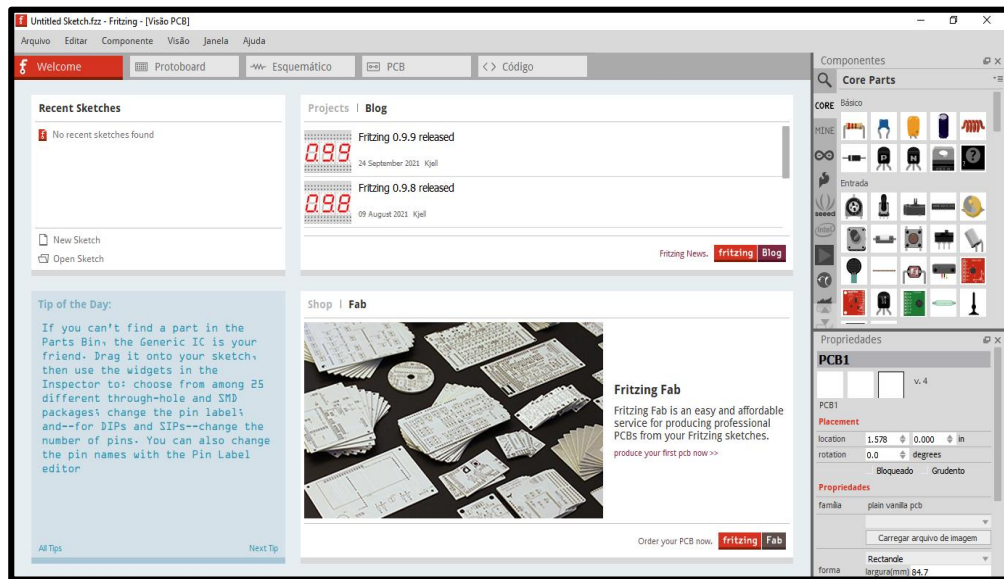 Untitled Sketch.fzz - Fritzing - [Visão PCB]
Arquivo Editar Componente Visão Janela Ajuda
Welcome Protoboard Esquemático PCB Código
Recent Sketches
No recent sketches found
New Sketch
Open Sketch
Projects | Blog
Fritzing 0.9.9 released
24 September 2021 Kjell
Fritzing 0.9.8 released
09 August 2021 Kjell
Fritzing News. fritzing Blog
Tip of the Day:
If you can't find a part in the
Parts Bin, the Generic IC is your
friend. Drag it onto your sketch,
then use the widgets in the
Inspector to: choose from among 25
different through-hole and SMD
packages; change the pin label;
and--for DIPs and SIPs--change the
number of pins. You can also change
the pin names with the Pin Label
editor
All Tips Next Tip
Shop | Fab
Fritzing Fab
Fritzing Fab is an easy and affordable
service for producing professional
PCBs from your Fritzing sketches.
produce your first pcb now >>
Order your PCB now. fritzing Fab
Componentes
Core Parts
CORE
MINE
seeed
intel
Básico
Entrada
Propriedades
PCB1
v. 4
PCB1
Placement
location 1.578 0.000 in
rotation 0.0 degrees
Bloqueado Grudento
Propriedades
família plain vanilla pcb
Carregar arquivo de imagem
Rectangle
forma largura(mm) 84.7